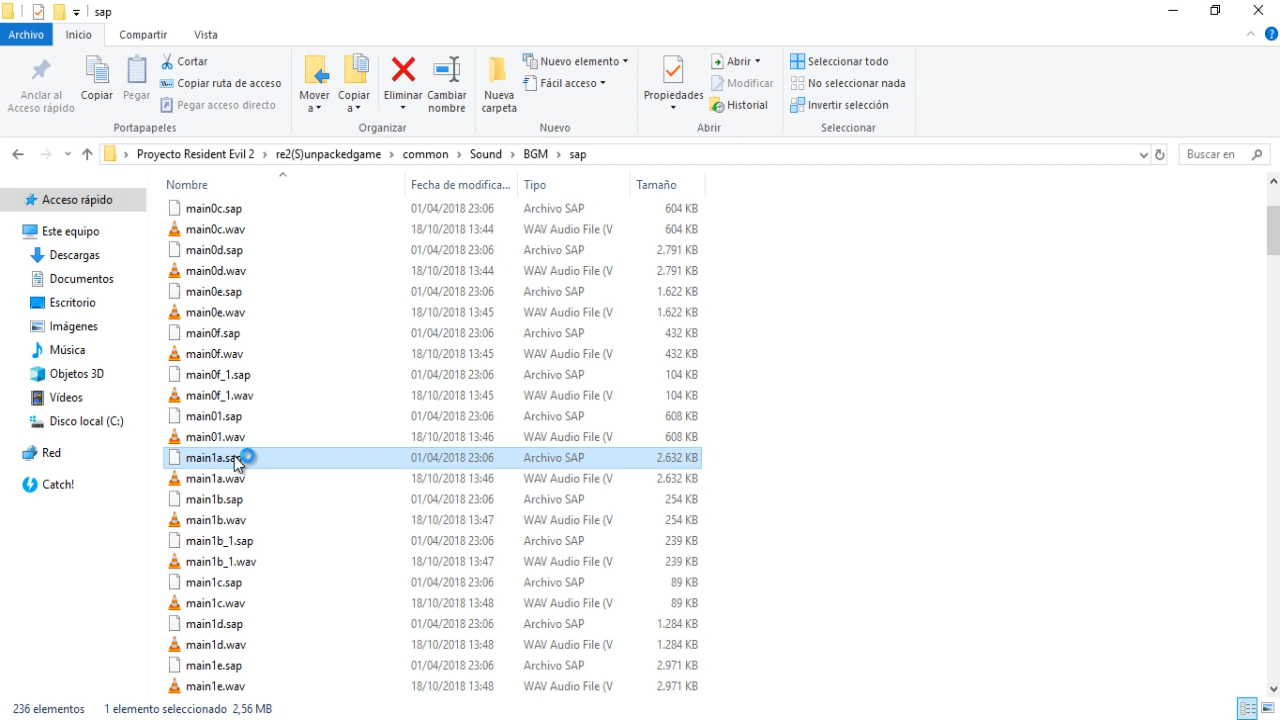 sap
Archivo Inicio Compartir Vista
Anclar al Acceso rápido
Copiar
Pegar
Cortar
Copiar ruta de acceso
Pegar acceso directo
Mover a
Copiar a
Eliminar
Cambiar nombre
Nueva carpeta
Nuevo elemento
Fácil acceso
Propiedades
Abrir
Modificar
Historial
Seleccionar todo
No seleccionar nada
Invertir selección
Portapapeles Organizar Nuevo Abrir Seleccionar
Proyecto Resident Evil 2 > re2(S)unpackedgame > common > Sound > BGM > sap
Buscar en
Acceso rápido
Este equipo
Descargas
Documentos
Escritorio
Imágenes
Música
Objetos 3D
Vídeos
Disco local (C:)
Red
Catch!
Nombre Fecha de modifica... Tipo Tamaño
main0c.sap 01/04/2018 23:06 Archivo SAP 604 KB
main0c.wav 18/10/2018 13:44 WAV Audio File (V 604 KB
main0d.sap 01/04/2018 23:06 Archivo SAP 2.791 KB
main0d.wav 18/10/2018 13:44 WAV Audio File (V 2.791 KB
main0e.sap 01/04/2018 23:06 Archivo SAP 1.622 KB
main0e.wav 18/10/2018 13:45 WAV Audio File (V 1.622 KB
main0f.sap 01/04/2018 23:06 Archivo SAP 432 KB
main0f.wav 18/10/2018 13:45 WAV Audio File (V 432 KB
main0f_1.sap 01/04/2018 23:06 Archivo SAP 104 KB
main0f_1.wav 18/10/2018 13:45 WAV Audio File (V 104 KB
main01.sap 01/04/2018 23:06 Archivo SAP 608 KB
main01.wav 18/10/2018 13:46 WAV Audio File (V 608 KB
main1a.sap 01/04/2018 23:06 Archivo SAP 2.632 KB
main1a.wav 18/10/2018 13:46 WAV Audio File (V 2.632 KB
main1b.sap 01/04/2018 23:06 Archivo SAP 254 KB
main1b.wav 18/10/2018 13:47 WAV Audio File (V 254 KB
main1b_1.sap 01/04/2018 23:06 Archivo SAP 239 KB
main1b_1.wav 18/10/2018 13:47 WAV Audio File (V 239 KB
main1c.sap 01/04/2018 23:06 Archivo SAP 89 KB
main1c.wav 18/10/2018 13:48 WAV Audio File (V 89 KB
main1d.sap 01/04/2018 23:06 Archivo SAP 1.284 KB
main1d.wav 18/10/2018 13:48 WAV Audio File (V 1.284 KB
main1e.sap 01/04/2018 23:06 Archivo SAP 2.971 KB
main1e.wav 18/10/2018 13:48 WAV Audio File (V 2.971 KB
236 elementos 1 elemento seleccionado 2,56 MB